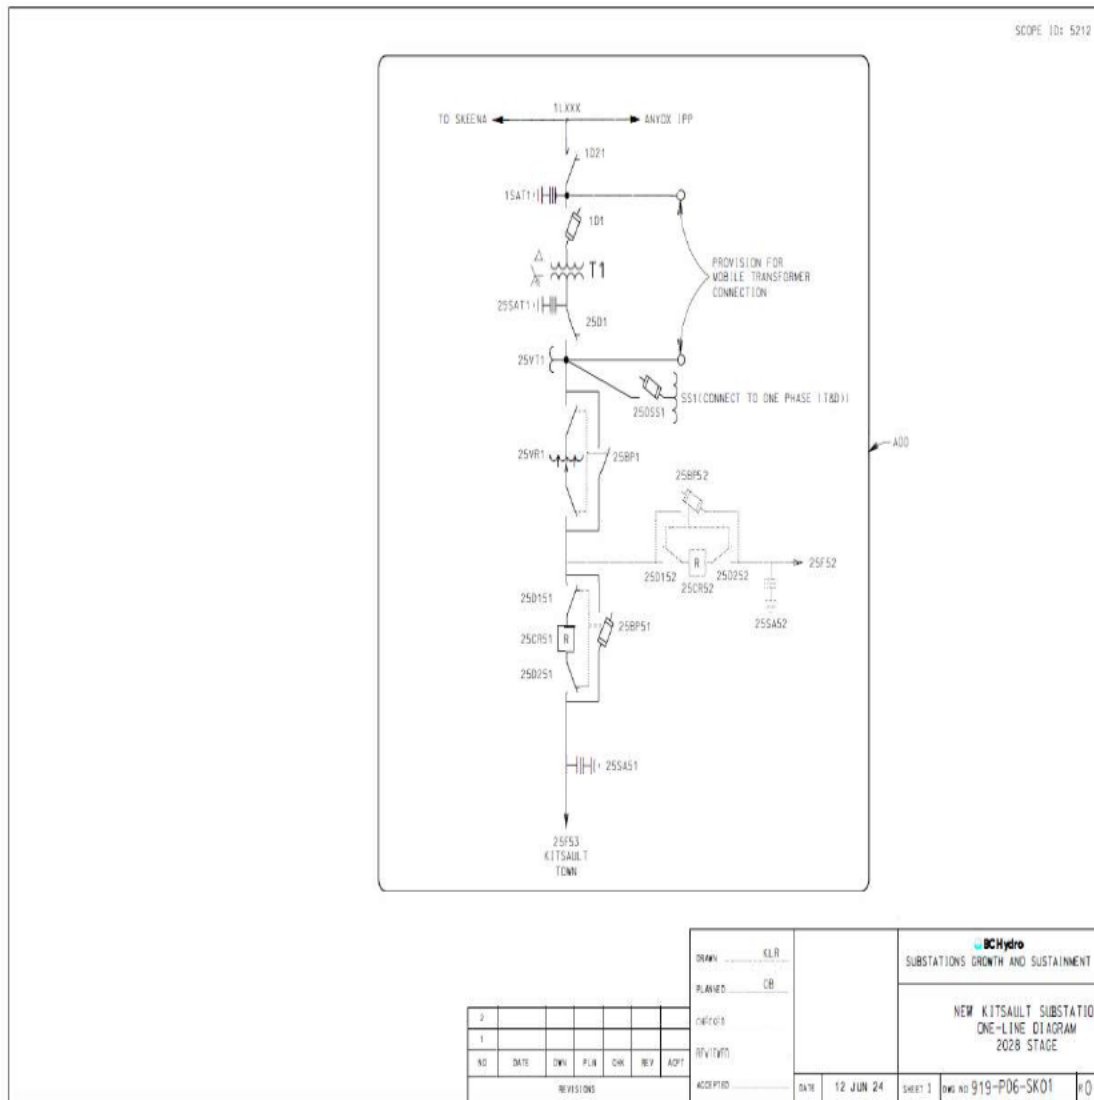 SCOPE ID: 5212
1LXXX
TO SKEENA
ANYOX IPP
1D21
1SAT1
1D1
T1
PROVISION FOR
MOBILE TRANSFORMER
CONNECTION
25SAT1
25D1
25VT1
SS1(CONNECT TO ONE PHASE (T&D))
25DSS1
ADD
25VR1
25BP1
25BP52
25F52
25D152
R
25D252
25CR52
25SA52
25D151
25BP51
25CR51
R
25D251
25SA51
25F53
KITSAULT
TOWN
DRAWN KLR
PLANNED CB
CHECKED
REVIEWED
ACCEPTED
BCHydro
SUBSTATIONS GROWTH AND SUSTAINMENT
NEW KITSAULT SUBSTATIO
ONE-LINE DIAGRAM
2028 STAGE
2
1
NO DATE DWN PLN CHK REV ACPT
REVISIONS
DATE 12 JUN 24
SHEET 1
DWG NO 919-P06-SK01
R 0